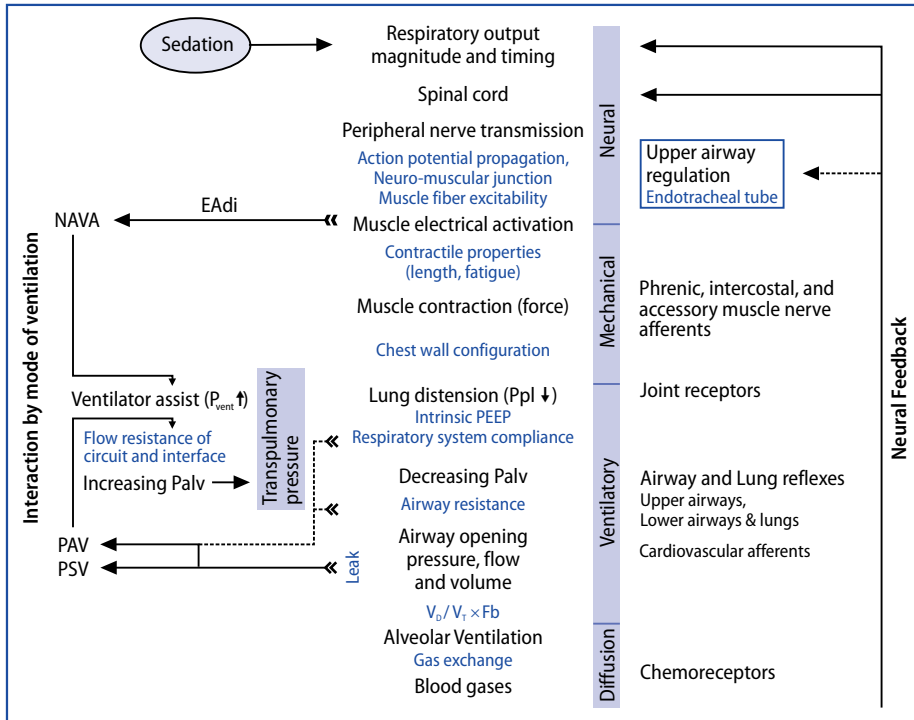 Sedation
Respiratory output
magnitude and timing
Spinal cord
Peripheral nerve transmission
Action potential propagation,
Neuro-muscular junction
Muscle fiber excitability
Muscle electrical activation
Contractile properties
(length, fatigue)
Muscle contraction (force)
Chest wall configuration
Lung distension (Ppl ↓)
Intrinsic PEEP
Respiratory system compliance
Decreasing Palv
Airway resistance
Airway opening
pressure, flow
and volume
V_D / V_T × Fb
Alveolar Ventilation
Gas exchange
Blood gases
Interaction by mode of ventilation
NAVA
EAdi
Ventilator assist (P_vent ↑)
Flow resistance of
circuit and interface
Increasing Palv
Transpulmonary
pressure
PAV
PSV
Leak
Neural
Mechanical
Ventilatory
Diffusion
Upper airway
regulation
Endotracheal tube
Phrenic, intercostal, and
accessory muscle nerve
afferents
Joint receptors
Airway and Lung reflexes
Upper airways,
Lower airways & lungs
Cardiovascular afferents
Chemoreceptors
Neural Feedback